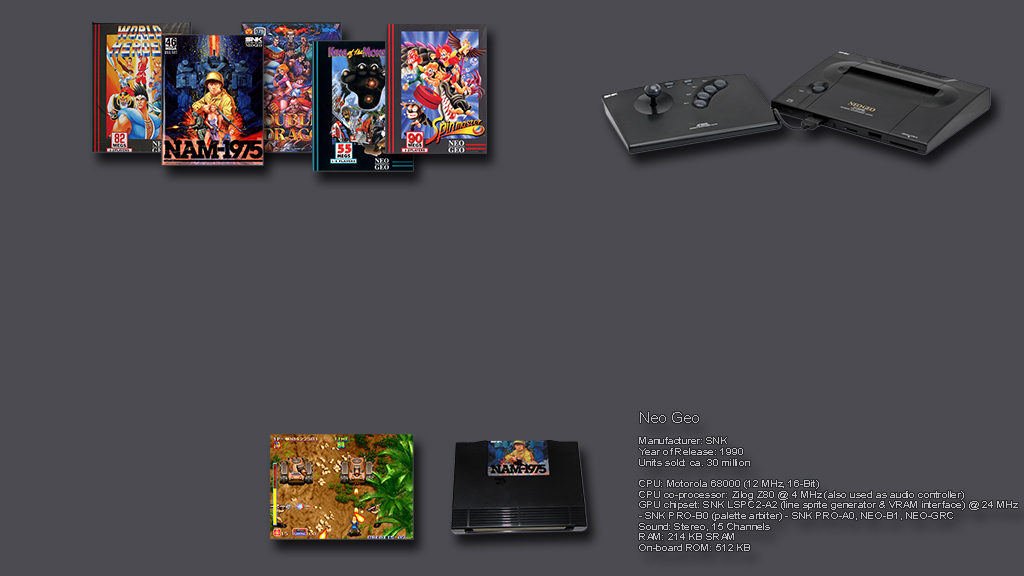 WORLD
HEROES
82
MEGS
NEO
GEO
46
MEGA
SNK
NEO-GEO
NAM-1975
DOUBLE
DRAGON
KING of the MONSTERS
55
MEGS
NEO
GEO
90
MEGS
Spinmaster
NEO
GEO
NEO·GEO
CREDITS
NAM-1975
Neo Geo
Manufacturer: SNK
Year of Release: 1990
Units sold: ca. 30 million
CPU: Motorola 68000 (12 MHz, 16-Bit)
CPU co-processor: Zilog Z80 @ 4 MHz (also used as audio controller)
GPU chipset: SNK LSPC2-A2 (line sprite generator & VRAM interface) @ 24 MHz
- SNK PRO-B0 (palette arbiter) - SNK PRO-A0, NEO-B1, NEO-GRC
Sound: Stereo, 15 Channels
RAM: 214 KB SRAM
On-board ROM: 512 KB